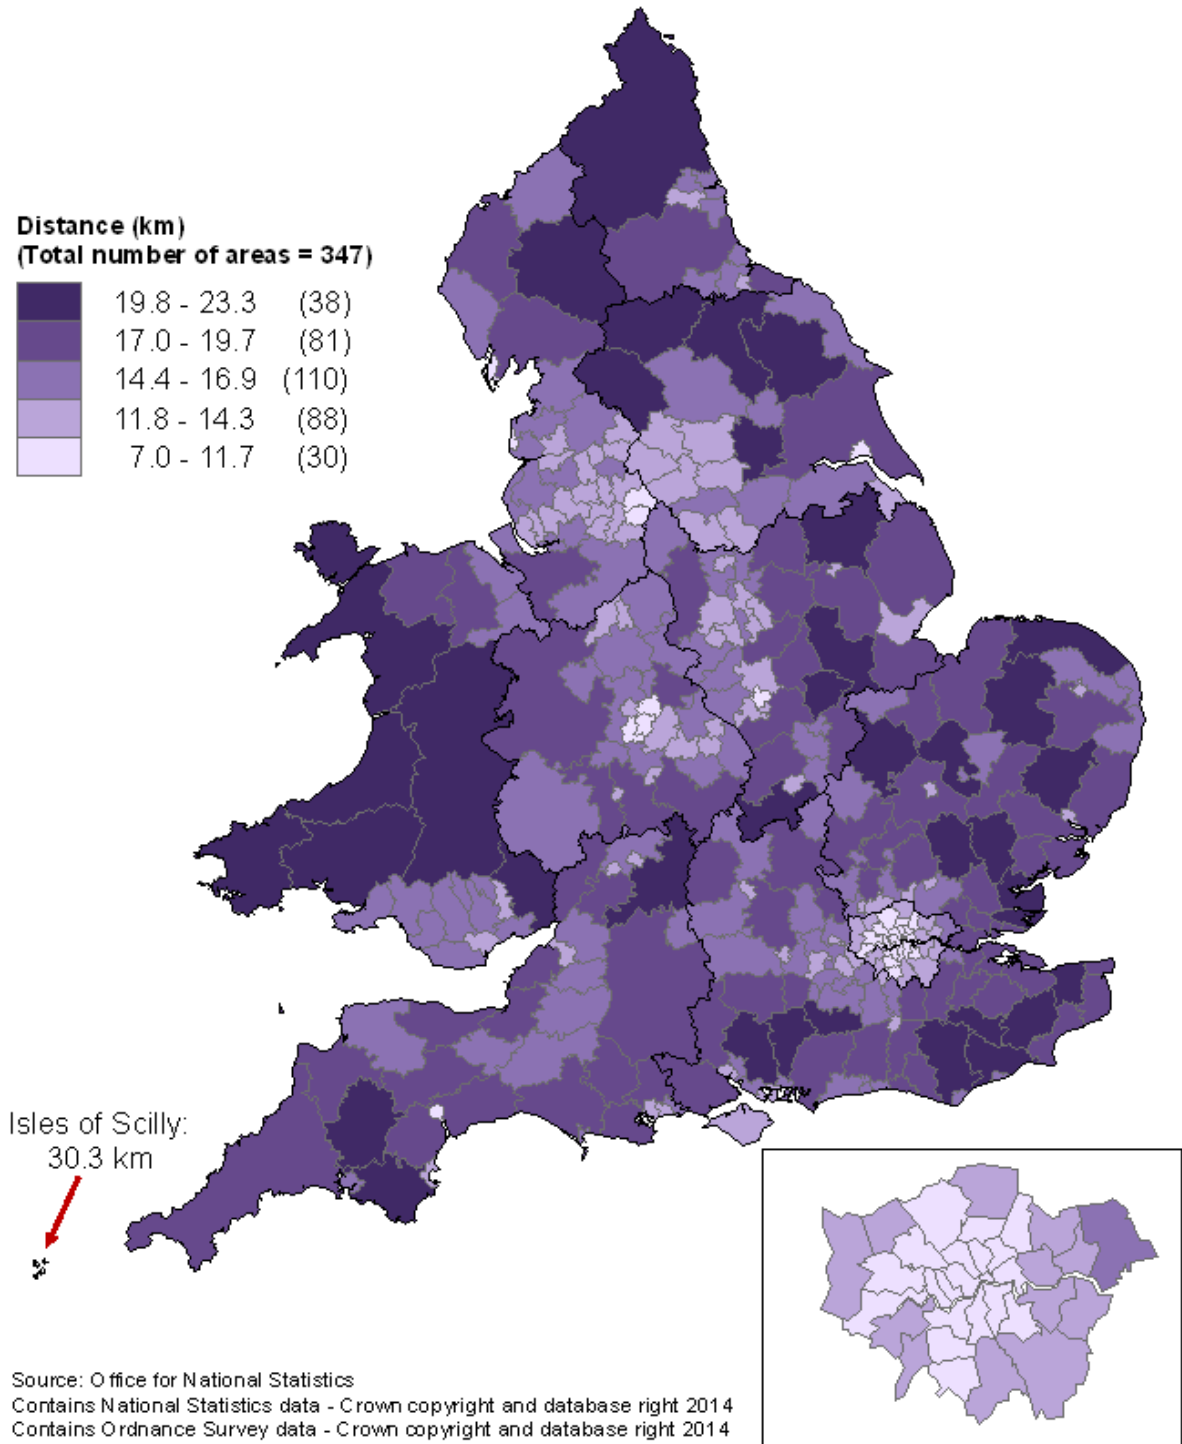 Distance (km)
(Total number of areas = 347)
19.8 - 23.3 (38)
17.0 - 19.7 (81)
14.4 - 16.9 (110)
11.8 - 14.3 (88)
7.0 - 11.7 (30)
Isles of Scilly:
30.3 km
Source: Office for National Statistics
Contains National Statistics data - Crown copyright and database right 2014
Contains Ordnance Survey data - Crown copyright and database right 2014